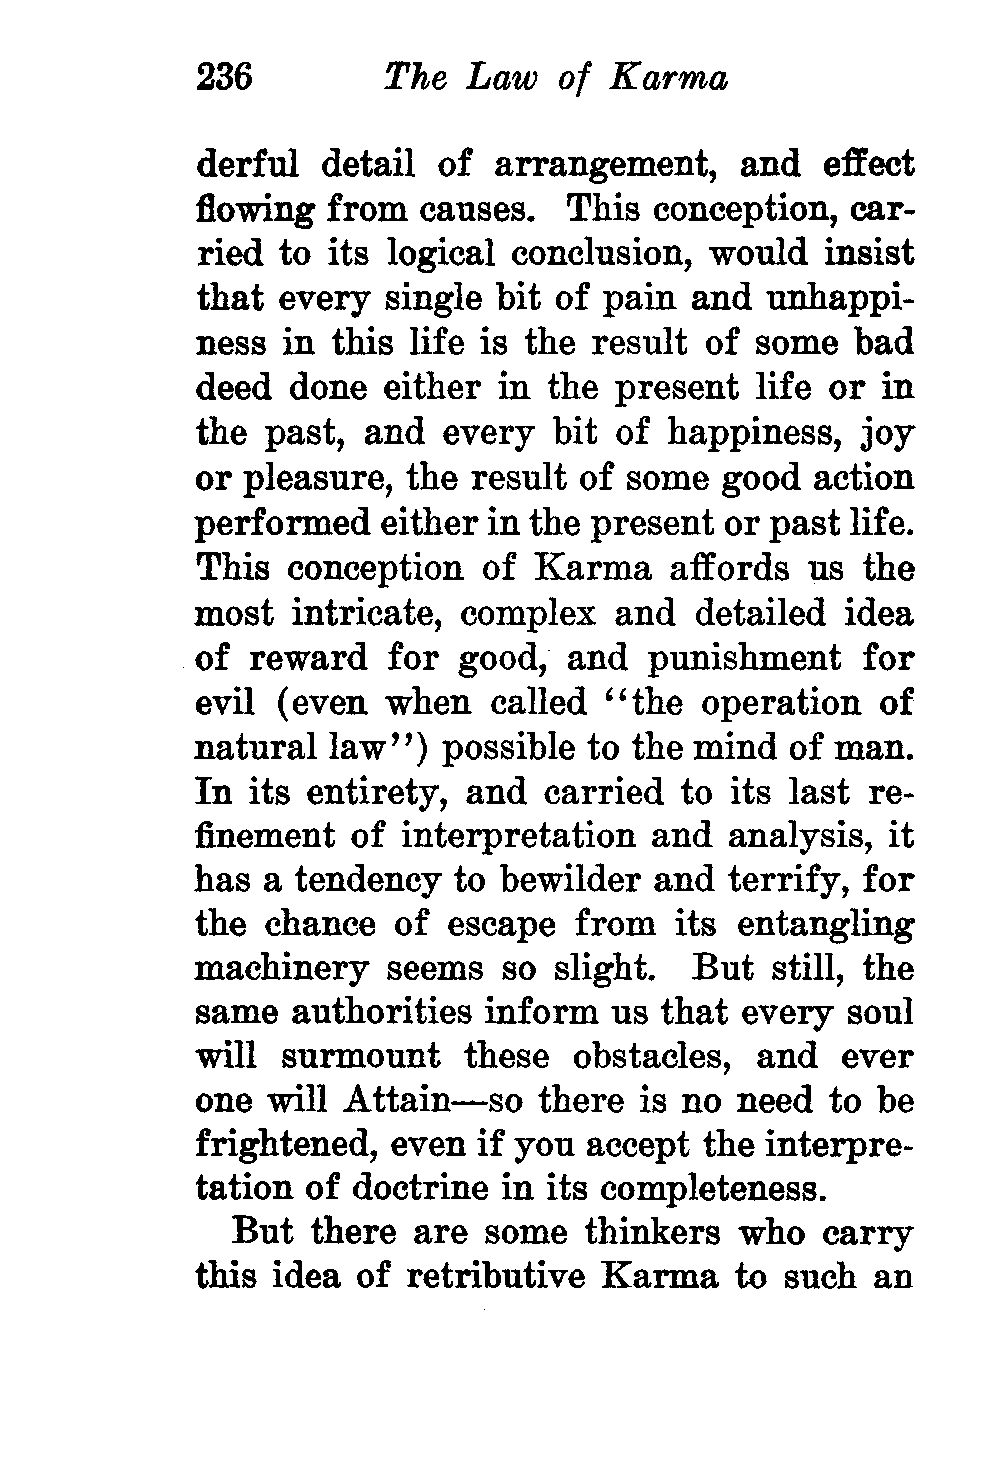 236 The Law of Karma
derful detail of arrangement, and effect
flowing from causes. This conception, car-
ried to its logical conclusion, would insist
that every single bit of pain and unhappi-
ness in this life is the result of some bad
deed done either in the present life or in
the past, and every bit of happiness, joy
or pleasure, the result of some good action
performed either in the present or past life.
This conception of Karma affords us the
most intricate, complex and detailed idea
of reward for good, and punishment for
evil (even when called “the operation of
natural law”) possible to the mind of man.
In its entirety, and carried to its last re-
finement of interpretation and analysis, it
has a tendency to bewilder and terrify, for
the chance of escape from its entangling
machinery seems so slight. But still, the
same authorities inform us that every soul
will surmount these obstacles, and ever
one will Attain—so there is no need to be
frightened, even if you accept the interpre-
tation of doctrine in its completeness.
But there are some thinkers who carry
this idea of retributive Karma to such an